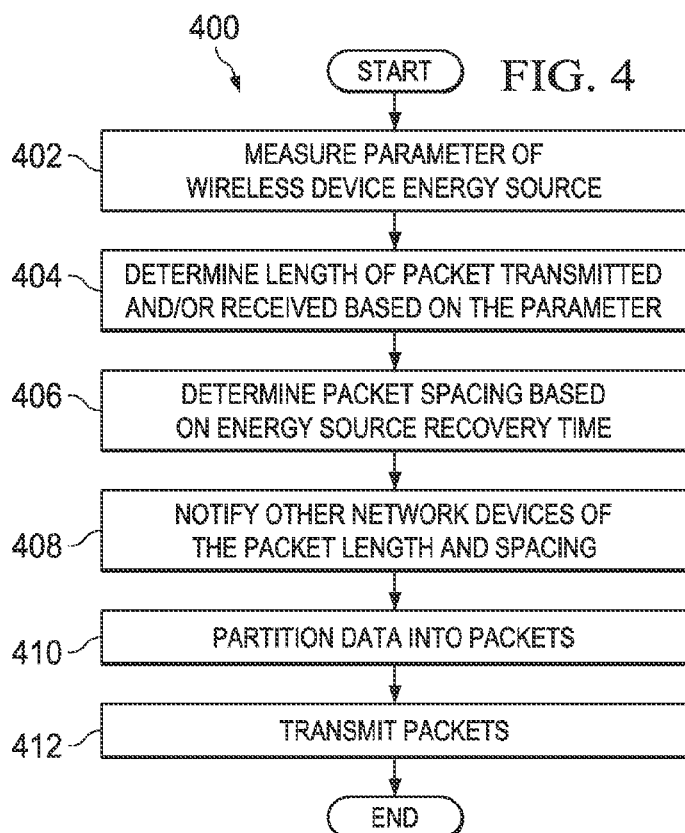 400
START
FIG. 4
402
MEASURE PARAMETER OF
WIRELESS DEVICE ENERGY SOURCE
404
DETERMINE LENGTH OF PACKET TRANSMITTED
AND/OR RECEIVED BASED ON THE PARAMETER
406
DETERMINE PACKET SPACING BASED
ON ENERGY SOURCE RECOVERY TIME
408
NOTIFY OTHER NETWORK DEVICES OF
THE PACKET LENGTH AND SPACING
410
PARTITION DATA INTO PACKETS
412
TRANSMIT PACKETS
END